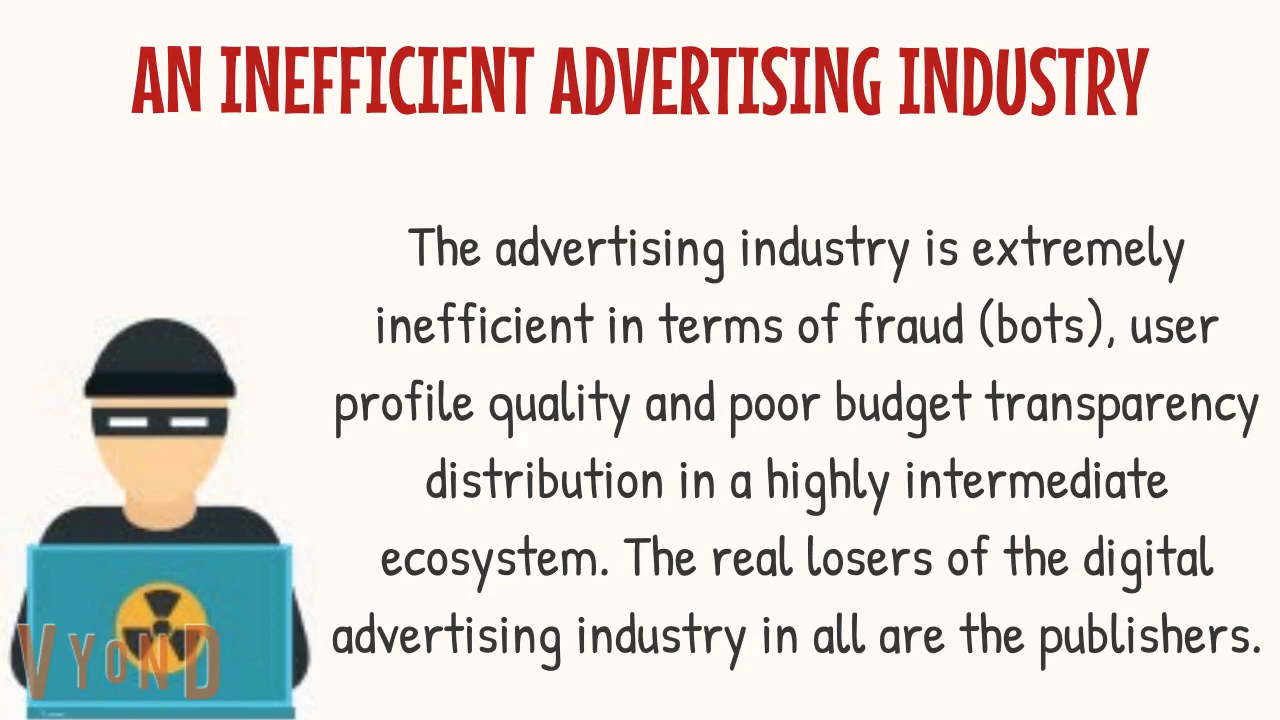 AN INEFFICIENT ADVERTISING INDUSTRY
The advertising industry is extremely
inefficient in terms of fraud (bots), user
profile quality and poor budget transparency
distribution in a highly intermediate
ecosystem. The real losers of the digital
advertising industry in all are the publishers.
VYOND